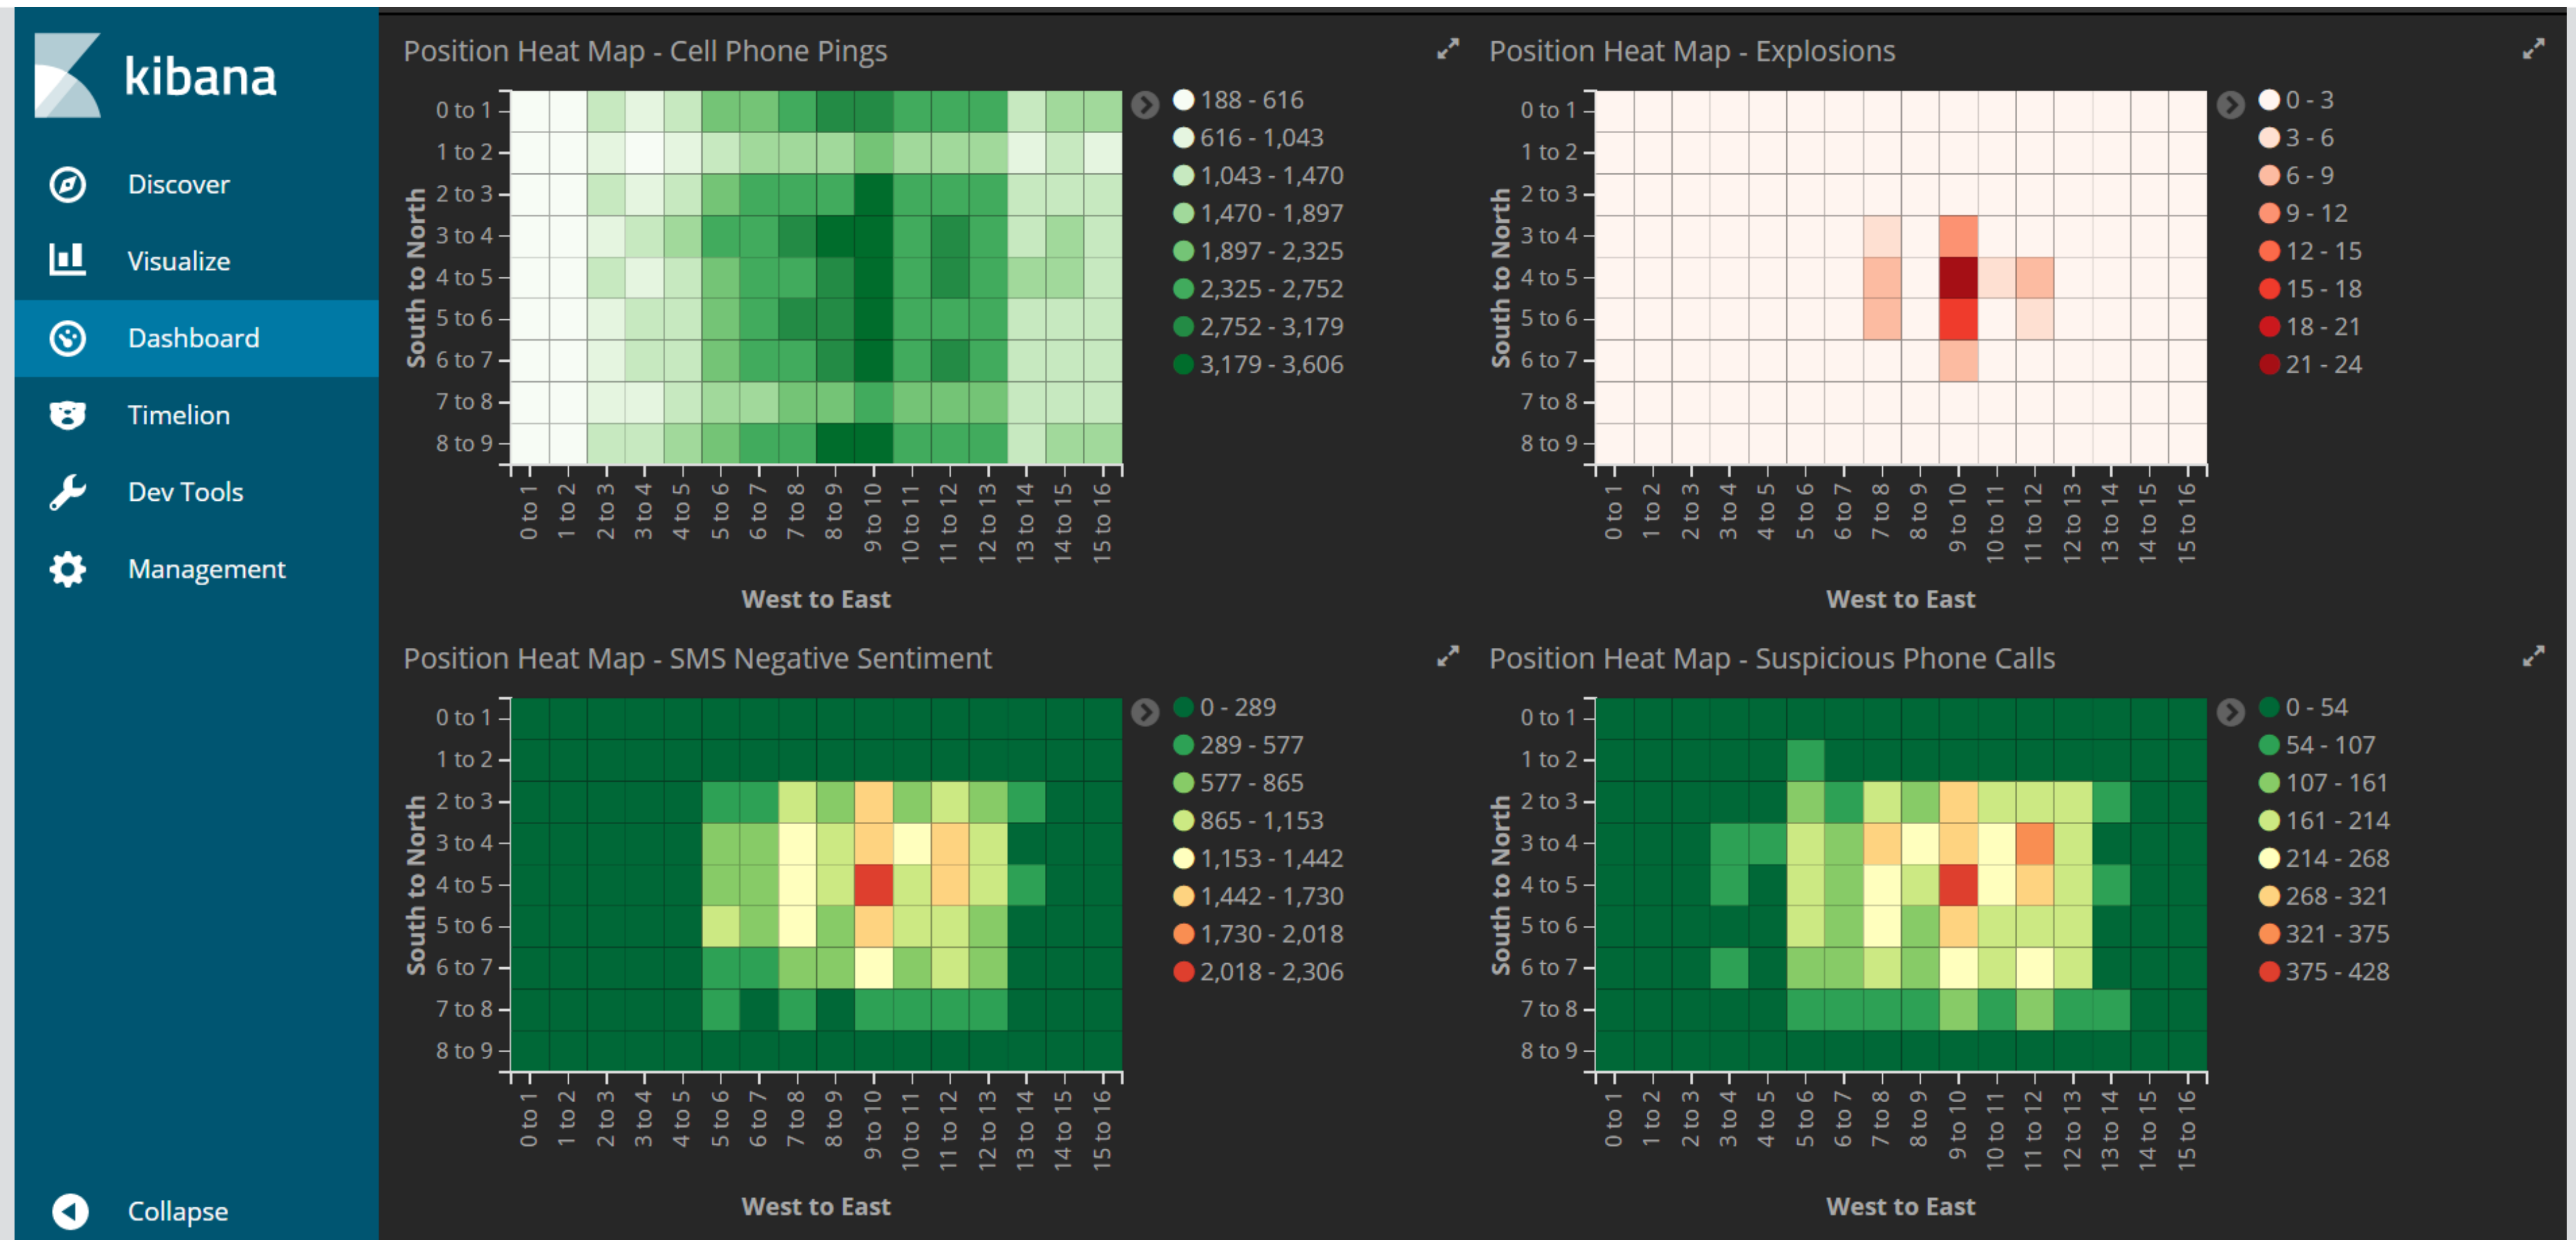 kibana
Discover
Visualize
Dashboard
Timelion
Dev Tools
Management
Collapse
Position Heat Map - Cell Phone Pings
South to North
0 to 1
1 to 2
2 to 3
3 to 4
4 to 5
5 to 6
6 to 7
7 to 8
8 to 9
0 to 1
1 to 2
2 to 3
3 to 4
4 to 5
5 to 6
6 to 7
7 to 8
8 to 9
9 to 10
10 to 11
11 to 12
12 to 13
13 to 14
14 to 15
15 to 16
West to East
188 - 616
616 - 1,043
1,043 - 1,470
1,470 - 1,897
1,897 - 2,325
2,325 - 2,752
2,752 - 3,179
3,179 - 3,606
Position Heat Map - Explosions
South to North
0 to 1
1 to 2
2 to 3
3 to 4
4 to 5
5 to 6
6 to 7
7 to 8
8 to 9
0 to 1
1 to 2
2 to 3
3 to 4
4 to 5
5 to 6
6 to 7
7 to 8
8 to 9
9 to 10
10 to 11
11 to 12
12 to 13
13 to 14
14 to 15
15 to 16
West to East
0 - 3
3 - 6
6 - 9
9 - 12
12 - 15
15 - 18
18 - 21
21 - 24
Position Heat Map - SMS Negative Sentiment
South to North
0 to 1
1 to 2
2 to 3
3 to 4
4 to 5
5 to 6
6 to 7
7 to 8
8 to 9
0 to 1
1 to 2
2 to 3
3 to 4
4 to 5
5 to 6
6 to 7
7 to 8
8 to 9
9 to 10
10 to 11
11 to 12
12 to 13
13 to 14
14 to 15
15 to 16
West to East
0 - 289
289 - 577
577 - 865
865 - 1,153
1,153 - 1,442
1,442 - 1,730
1,730 - 2,018
2,018 - 2,306
Position Heat Map - Suspicious Phone Calls
South to North
0 to 1
1 to 2
2 to 3
3 to 4
4 to 5
5 to 6
6 to 7
7 to 8
8 to 9
0 to 1
1 to 2
2 to 3
3 to 4
4 to 5
5 to 6
6 to 7
7 to 8
8 to 9
9 to 10
10 to 11
11 to 12
12 to 13
13 to 14
14 to 15
15 to 16
West to East
0 - 54
54 - 107
107 - 161
161 - 214
214 - 268
268 - 321
321 - 375
375 - 428